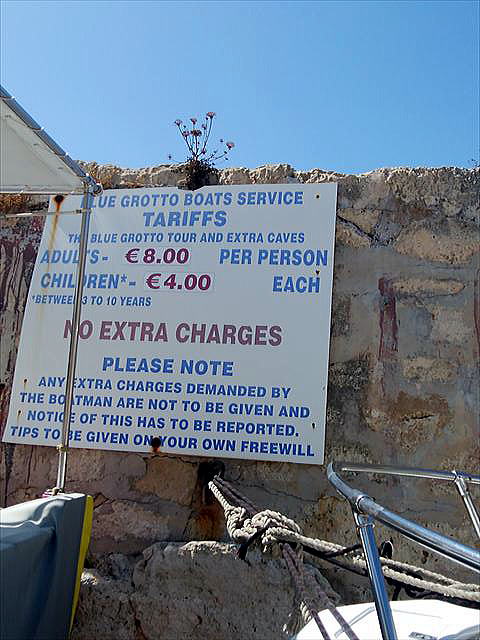 BLUE GROTTO BOATS SERVICE
TARIFFS
THE BLUE GROTTO TOUR AND EXTRA CAVES
ADULTS - €8.00 PER PERSON
CHILDREN* - €4.00 EACH
*BETWEEN 3 TO 10 YEARS
NO EXTRA CHARGES
PLEASE NOTE
ANY EXTRA CHARGES DEMANDED BY
THE BOATMAN ARE NOT TO BE GIVEN AND
NOTICE OF THIS HAS TO BE REPORTED.
TIPS TO BE GIVEN ON YOUR OWN FREEWILL